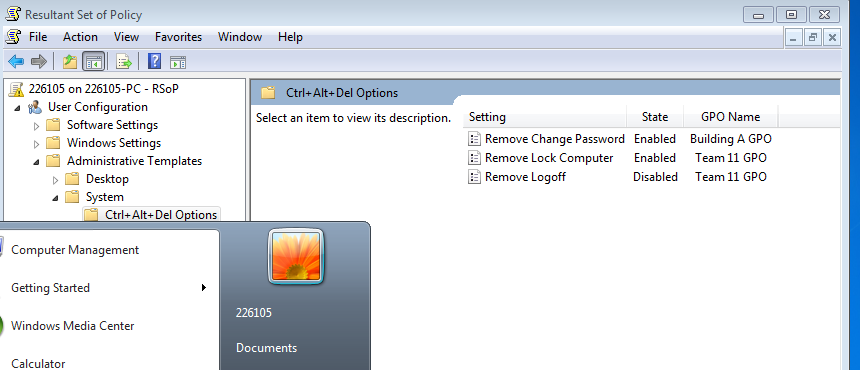 Resultant Set of Policy
File Action View Favorites Window Help
226105 on 226105-PC - RSoP
User Configuration
Software Settings
Windows Settings
Administrative Templates
Desktop
System
Ctrl+Alt+Del Options
Ctrl+Alt+Del Options
Select an item to view its description.
Setting State GPO Name
Remove Change Password Enabled Building A GPO
Remove Lock Computer Enabled Team 11 GPO
Remove Logoff Disabled Team 11 GPO
Computer Management
Getting Started
Windows Media Center
Calculator
226105
Documents